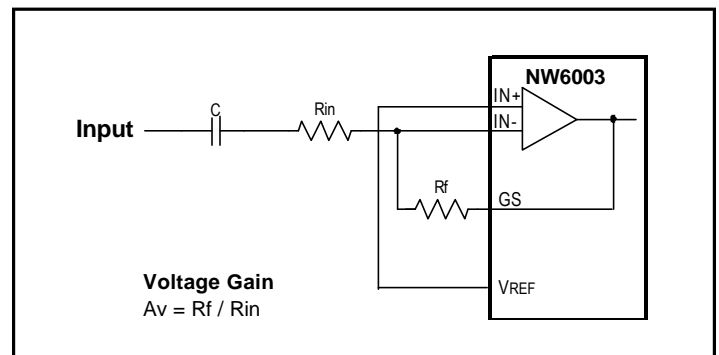 NW6003
IN+
C
Rin
Input
IN-
Rf
GS
Voltage Gain
VREF
Av = Rf / Rin